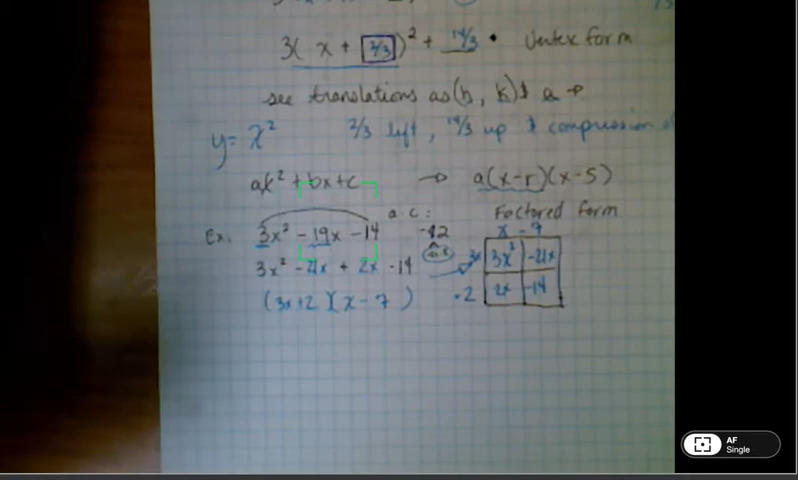 3( x + 2/3 )² + 14/3 • Vertex form
see translations as (h, k) & a →
y = x² 2/3 left, 14/3 up & compression
ax² + bx + c → a(x-r)(x-s)
a·c: Factored form
Ex. 3x² - 19x - 14 -42 x - 7
3x² - 21x + 2x - 14 3x 3x² -21x
(3x+2)(x-7) +2 2x -14
AF
Single